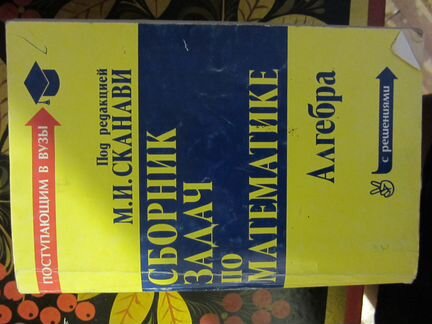 ПОСТУПАЮЩИМ В ВУЗЫ
Под редакцией
М.И. СКАНАВИ
СБОРНИК
ЗАДАЧ
ПО
МАТЕМАТИКЕ
Алгебра
с решениями